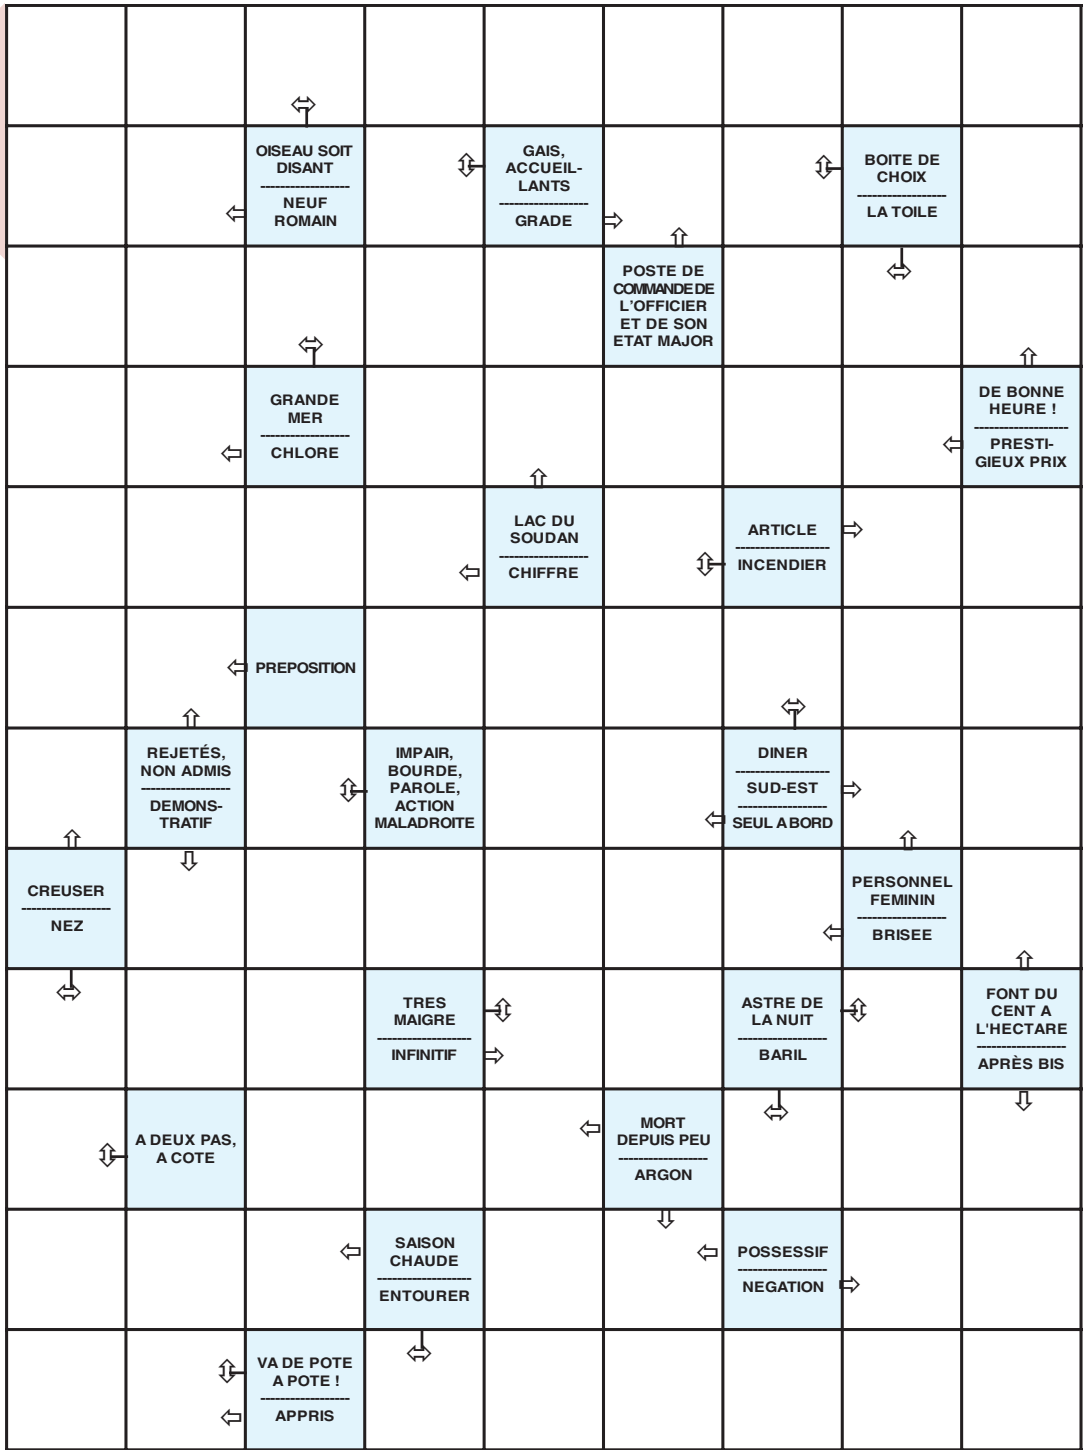 OISEAU SOIT
DISANT
NEUF
ROMAIN
GAIS,
ACCUEIL-
LANTS
GRADE
BOITE DE
CHOIX
LA TOILE
POSTE DE
COMMANDE DE
L'OFFICIER
ET DE SON
ETAT MAJOR
GRANDE
MER
CHLORE
DE BONNE
HEURE !
PRESTI-
GIEUX PRIX
LAC DU
SOUDAN
CHIFFRE
ARTICLE
INCENDIER
PREPOSITION
REJETÉS,
NON ADMIS
DEMONS-
TRATIF
IMPAIR,
BOURDE,
PAROLE,
ACTION
MALADROITE
DINER
SUD-EST
SEUL A BORD
CREUSER
NEZ
PERSONNEL
FEMININ
BRISEE
TRES
MAIGRE
INFINITIF
ASTRE DE
LA NUIT
BARIL
FONT DU
CENT A
L'HECTARE
APRÈS BIS
A DEUX PAS,
A COTE
MORT
DEPUIS PEU
ARGON
SAISON
CHAUDE
ENTOURER
POSSESSIF
NEGATION
VA DE POTE
A POTE !
APPRIS